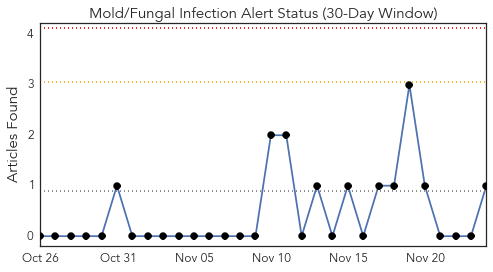 Mold/Fungal Infection Alert Status (30-Day Window)
Articles Found
4
3
2
1
0
Oct 26 Oct 31 Nov 05 Nov 10 Nov 15 Nov 20